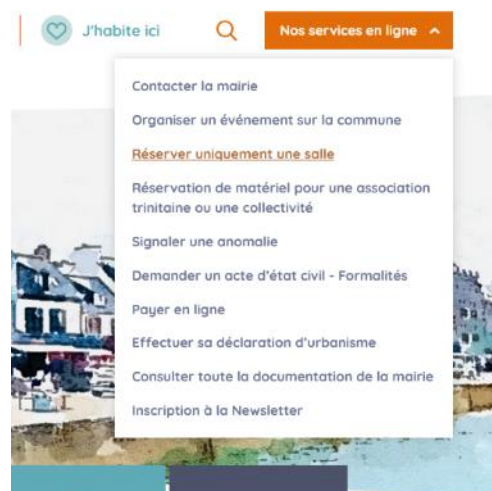 J'habite ici
Nos services en ligne
Contacter la mairie
Organiser un événement sur la commune
Réserver uniquement une salle
Réservation de matériel pour une association
trinitaine ou une collectivité
Signaler une anomalie
Demander un acte d'état civil - Formalités
Payer en ligne
Effectuer sa déclaration d'urbanisme
Consulter toute la documentation de la mairie
Inscription à la Newsletter